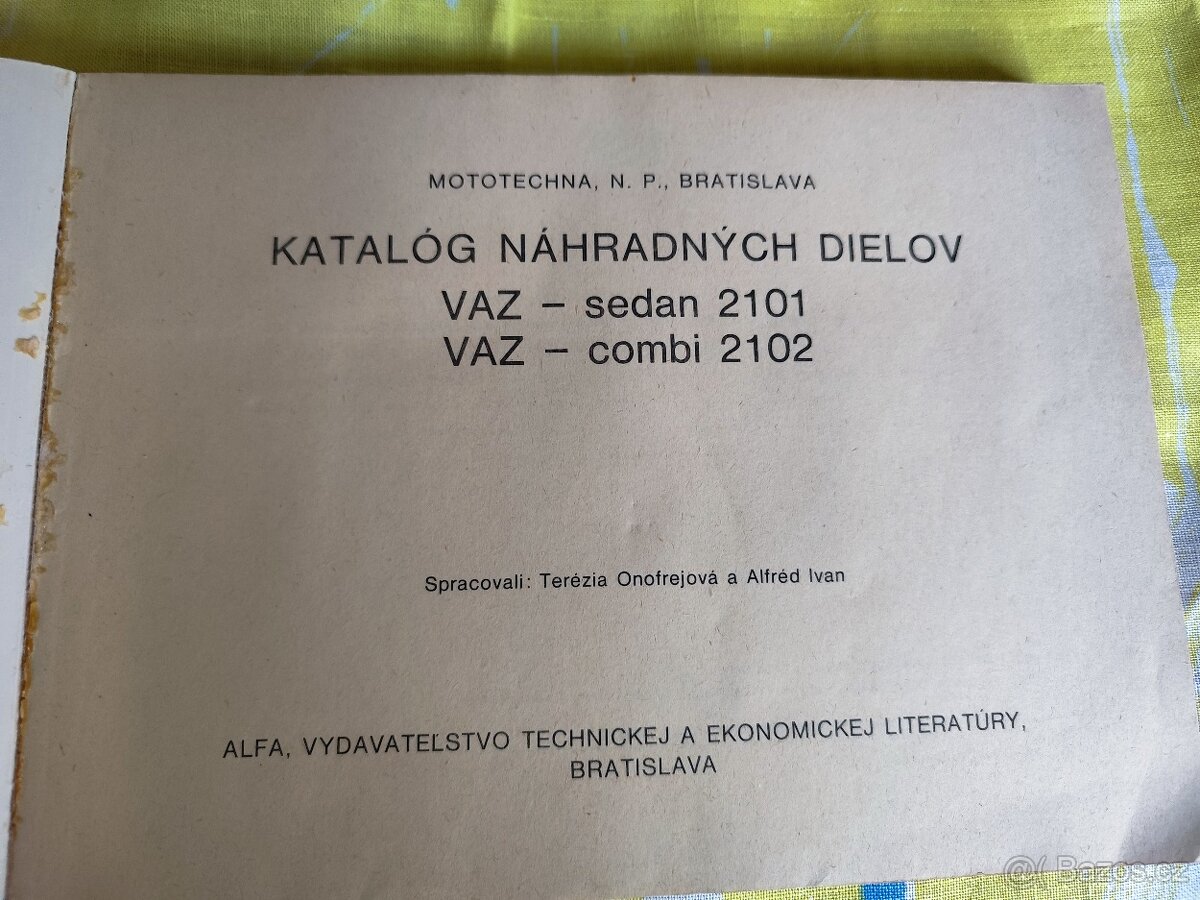 MOTOTECHNA, N. P., BRATISLAVA
KATALÓG NÁHRADNÝCH DIELOV
VAZ – sedan 2101
VAZ – combi 2102
Spracovali: Terézia Onofrejová a Alfréd Ivan
ALFA, VYDAVATEĽSTVO TECHNICKEJ A EKONOMICKEJ LITERATÚRY,
BRATISLAVA
Bazos.cz